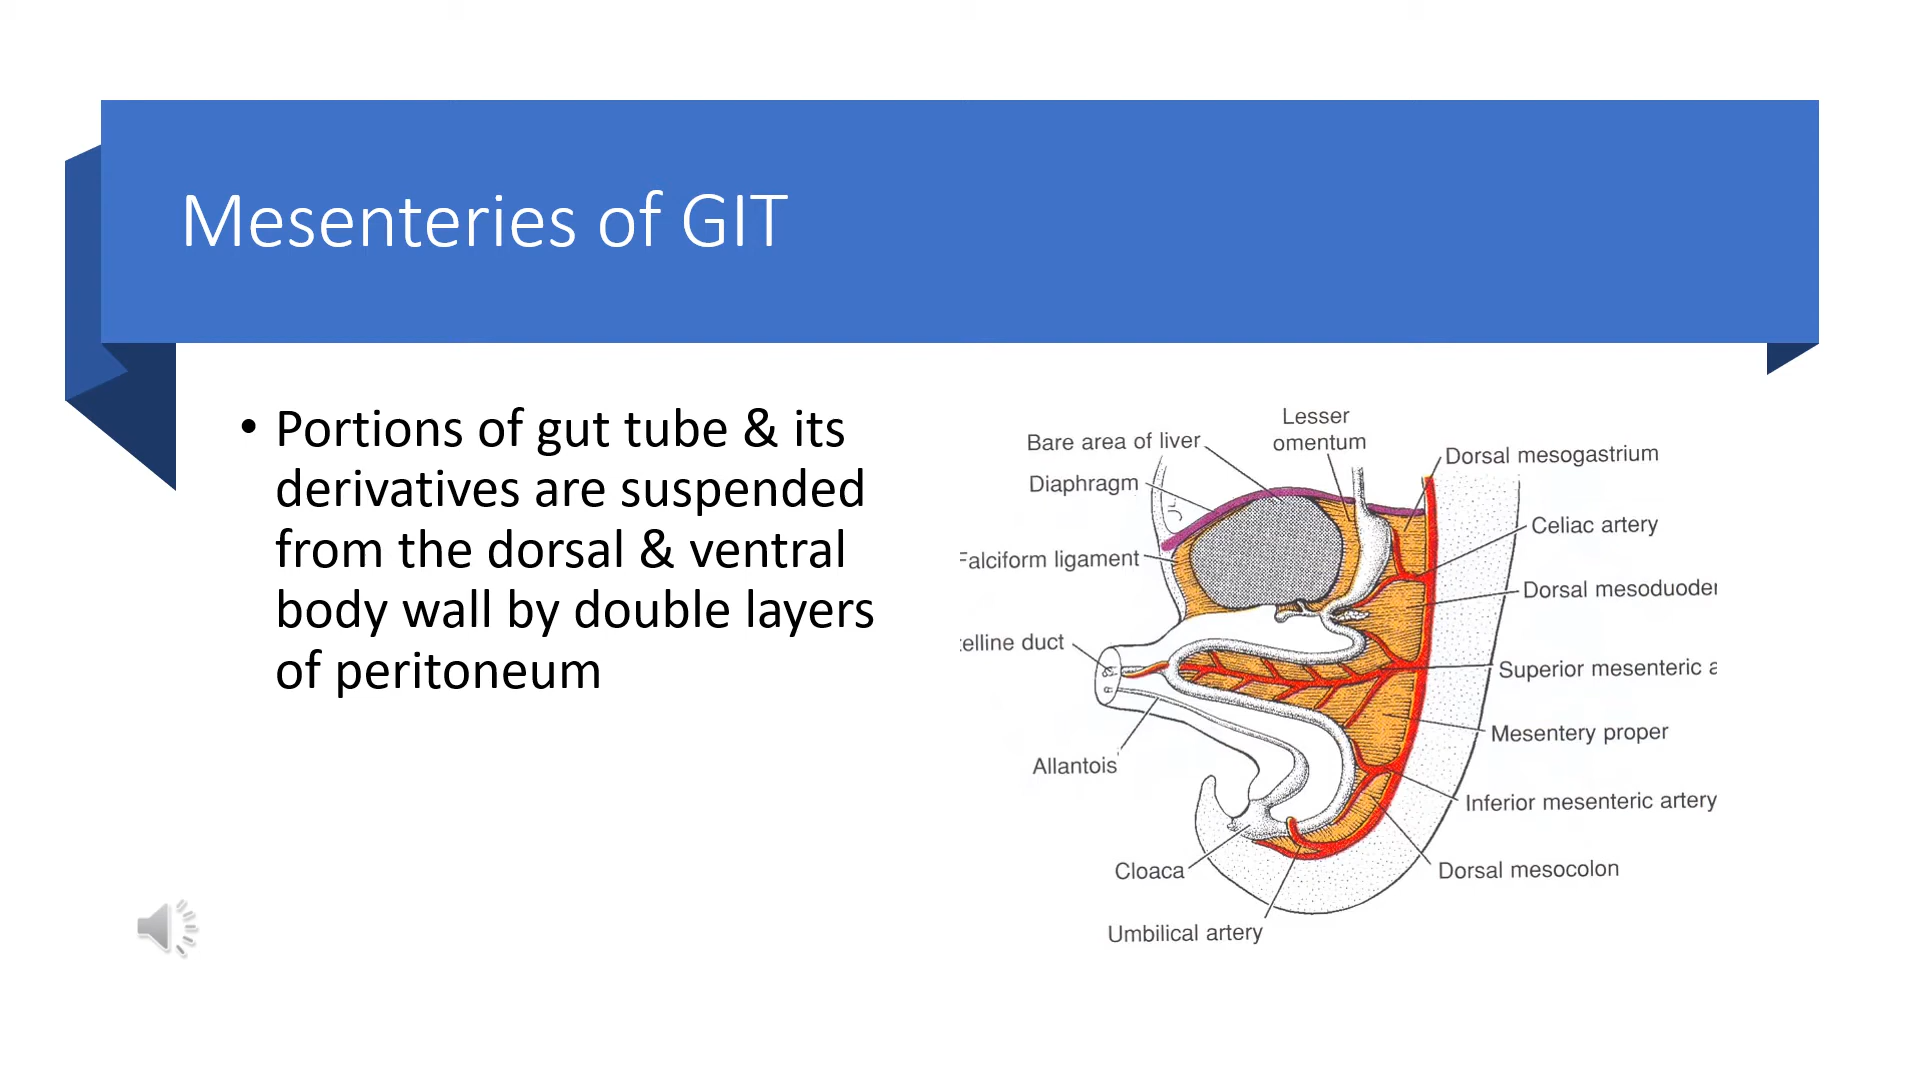 Mesenteries of GIT
• Portions of gut tube & its
derivatives are suspended
from the dorsal & ventral
body wall by double layers
of peritoneum
Lesser
omentum
Bare area of liver
Diaphragm
Falciform ligament
telline duct
Allantois
Cloaca
Umbilical artery
Dorsal mesogastrium
Celiac artery
Dorsal mesoduoder
Superior mesenteric a
Mesentery proper
Inferior mesenteric artery
Dorsal mesocolon